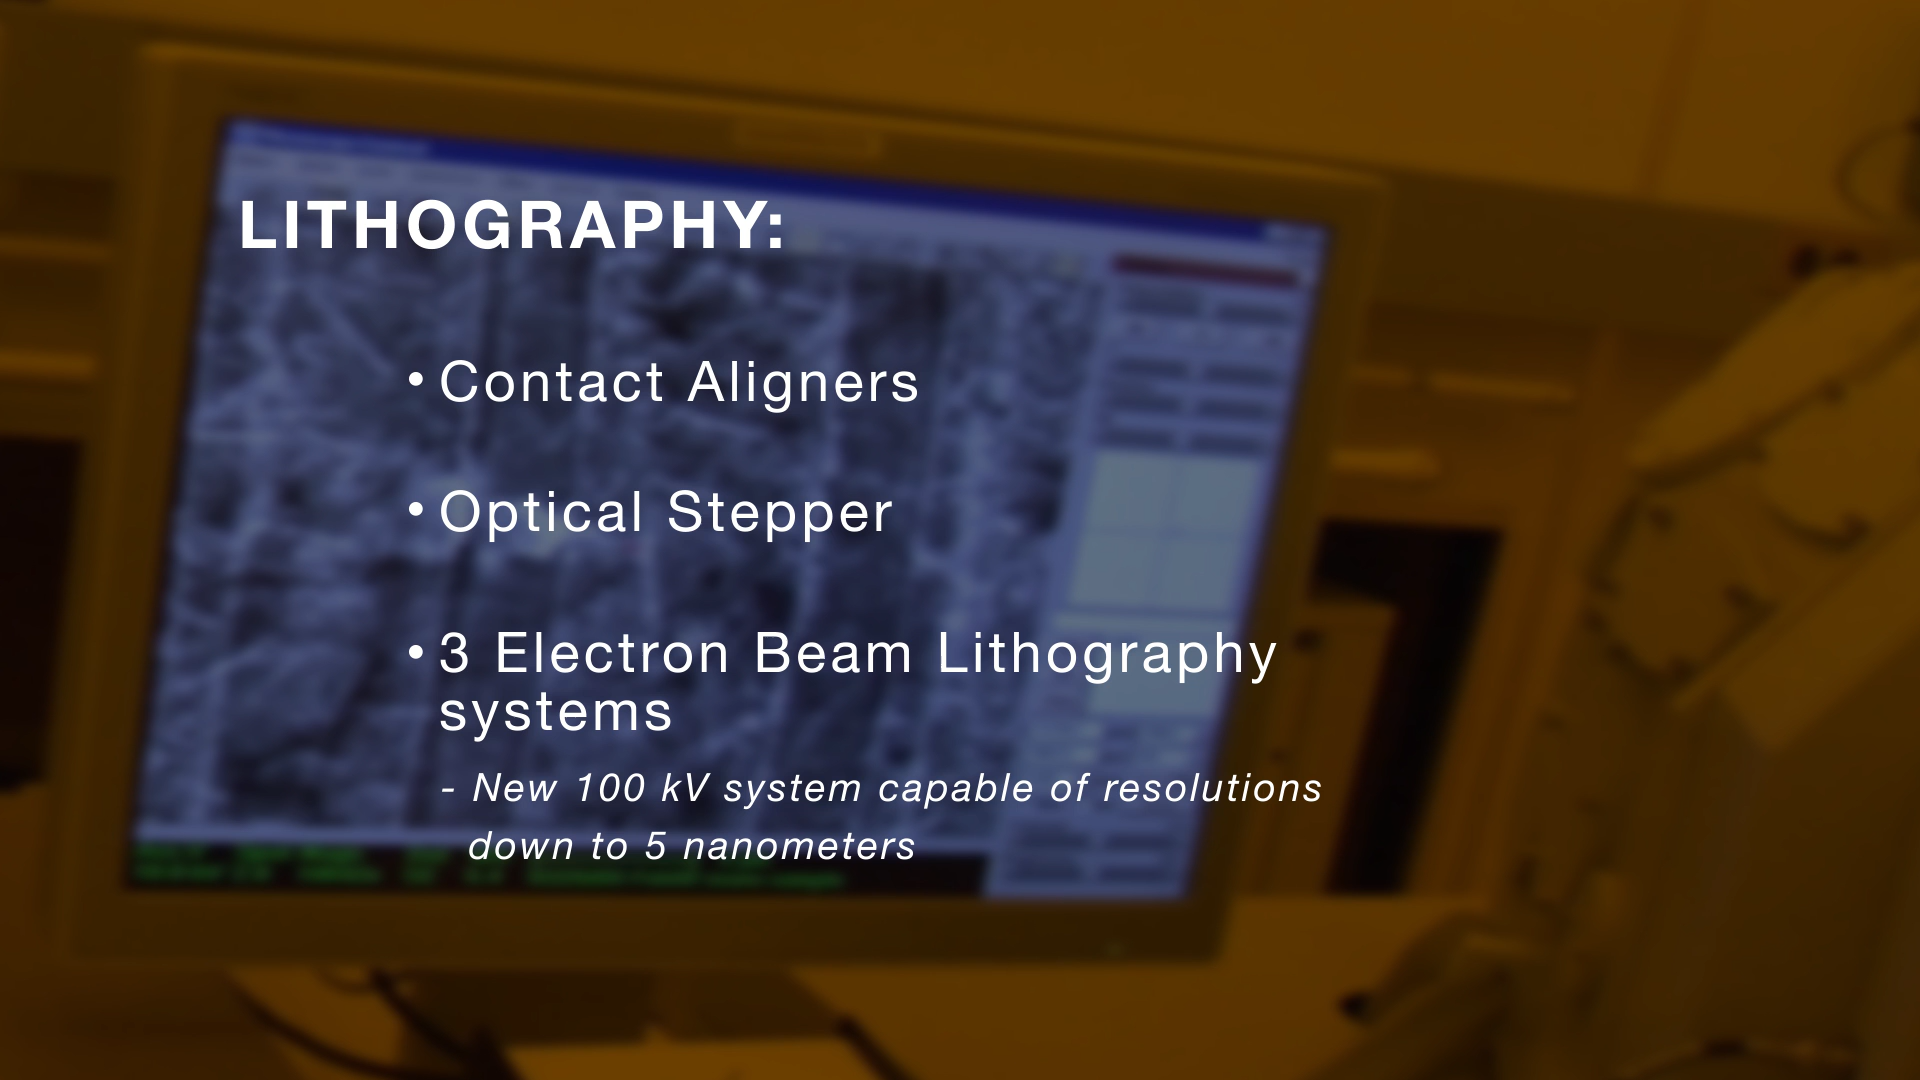 LITHOGRAPHY:
• Contact Aligners
• Optical Stepper
• 3 Electron Beam Lithography
systems
- New 100 kV system capable of resolutions
down to 5 nanometers